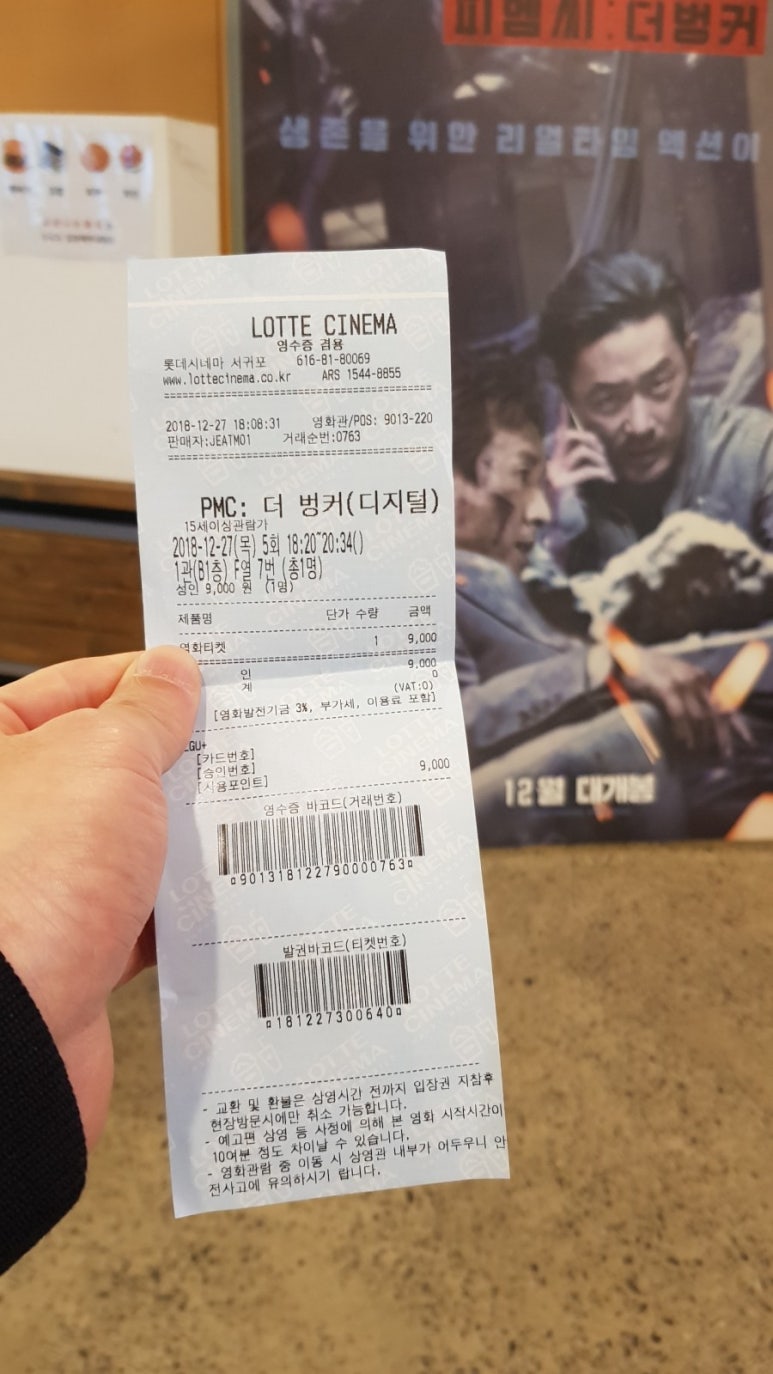 피엠씨:더벙커
생존을 위한 리얼타임 액션이
LOTTE CINEMA
영수증 겸용
롯데시네마 서귀포 616-81-80069
www.lottecinema.co.kr ARS 1544-8855
2018-12-27 18:08:31 영화관/POS: 9013-220
판매자:JEATM01 거래순번:0763
PMC: 더 벙커(디지털)
15세이상관람가
2018-12-27(목) 5회 18:20~20:34()
1관(B1층) F열 7번 (총1명)
성인 9,000 원 (1명)
제품명 단가 수량 금액
영화티켓 1 9,000
인 9,000
계 0
(VAT:0)
[영화발전기금 3%, 부가세, 이용료 포함]
LGU+
[카드번호]
[승인번호] 9,000
[사용포인트]
영수증 바코드(거래번호)
¤901318122790000763¤
발권바코드(티켓번호)
¤181227300640¤
- 교환 및 환불은 상영시간 전까지 입장권 지참후
현장방문시에만 취소 가능합니다.
- 예고편 상영 등 사정에 의해 본 영화 시작시간이
10여분 정도 차이날 수 있습니다.
- 영화관람 중 이동 시 상영관 내부가 어두우니 안
전사고에 유의하시기 랍니다.
12월 대개봉